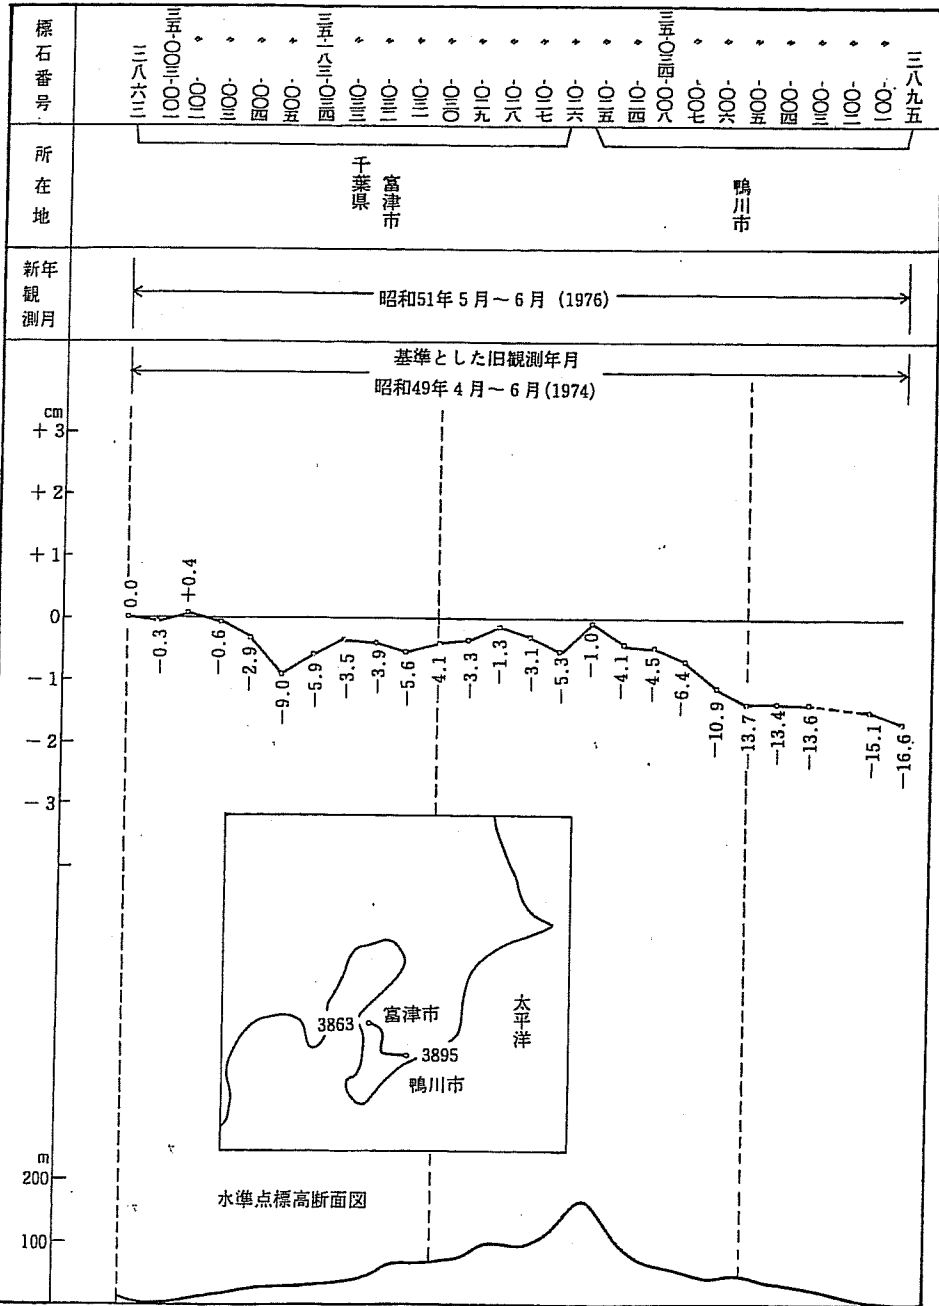 標石番号
三八六三
三五-〇〇-三〇〇-〇〇一
〃 -〇〇二
〃 -〇〇三
〃 -〇〇四
〃 -〇〇五
三五-一八三-〇三四
〃 -〇三三
〃 -〇三二
〃 -〇三一
〃 -〇三〇
〃 -〇二九
〃 -〇二八
〃 -〇二七
〃 -〇二六
〃 -〇二五
〃 -〇二四
三五-〇三四-〇〇八
〃 -〇〇七
〃 -〇〇六
〃 -〇〇五
〃 -〇〇四
〃 -〇〇三
〃 -〇〇二
〃 -〇〇一
三八九五
所在地
千葉県
富津市
鴨川市
新観測
年月
昭和51年5月～6月 (1976)
基準とした旧観測年月
昭和49年4月～6月(1974)
cm
+3
+2
+1
0
-1
-2
-3
0.0
-0.3
+0.4
-0.6
-2.9
-9.0
-5.9
-3.5
-3.9
-5.6
-4.1
-3.3
-1.3
-3.1
-5.3
-1.0
-4.1
-4.5
-6.4
-10.9
-13.7
-13.4
-13.6
-15.1
-16.6
3863
富津市
3895
鴨川市
太平洋
m
200
100
水準点標高断面図